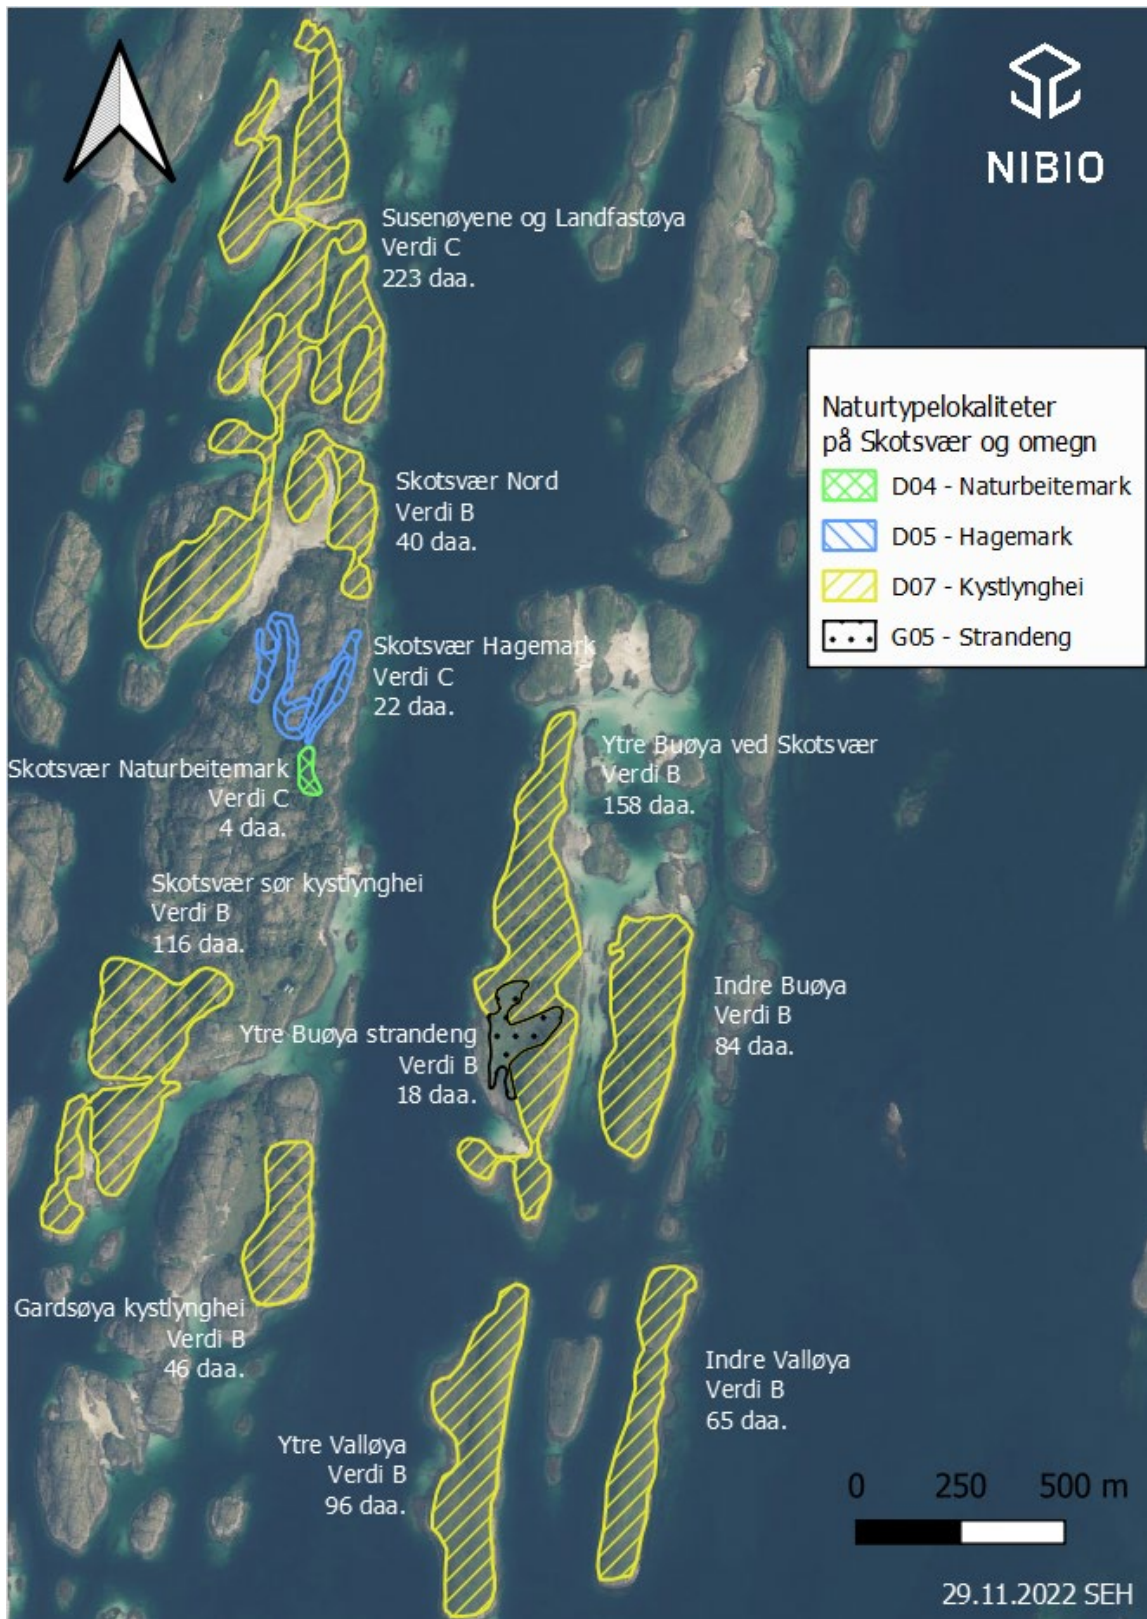 NIBIO
Susenøyene og Landfastøya
Verdi C
223 daa.
Naturtypelokaliteter
på Skotsvær og omegn
D04 - Naturbeitemark
D05 - Hagemark
D07 - Kystlynghei
G05 - Strandeng
Skotsvær Nord
Verdi B
40 daa.
Skotsvær Hagemark
Verdi C
22 daa.
Ytre Buøya ved Skotsvær
Verdi B
158 daa.
Skotsvær Naturbeitemark
Verdi C
4 daa.
Skotsvær sør kystlynghei
Verdi B
116 daa.
Indre Buøya
Verdi B
84 daa.
Ytre Buøya strandeng
Verdi B
18 daa.
Gardsøya kystlynghei
Verdi B
46 daa.
Indre Valløya
Verdi B
65 daa.
Ytre Valløya
Verdi B
96 daa.
0 250 500 m
29.11.2022 SEH